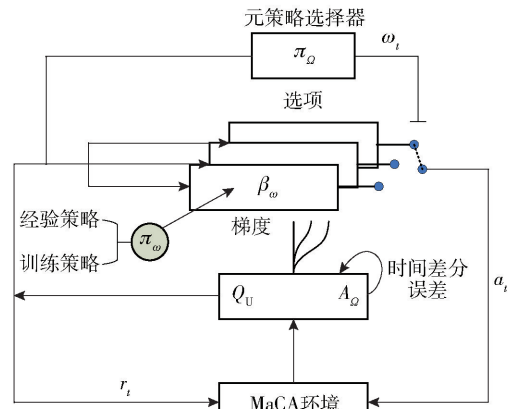 元策略选择器
π_Ω
ω_t
选项
β_ω
经验策略
π_ω
训练策略
梯度
Q_U
A_Ω
时间差分
误差
a_t
r_t
MaCA环境